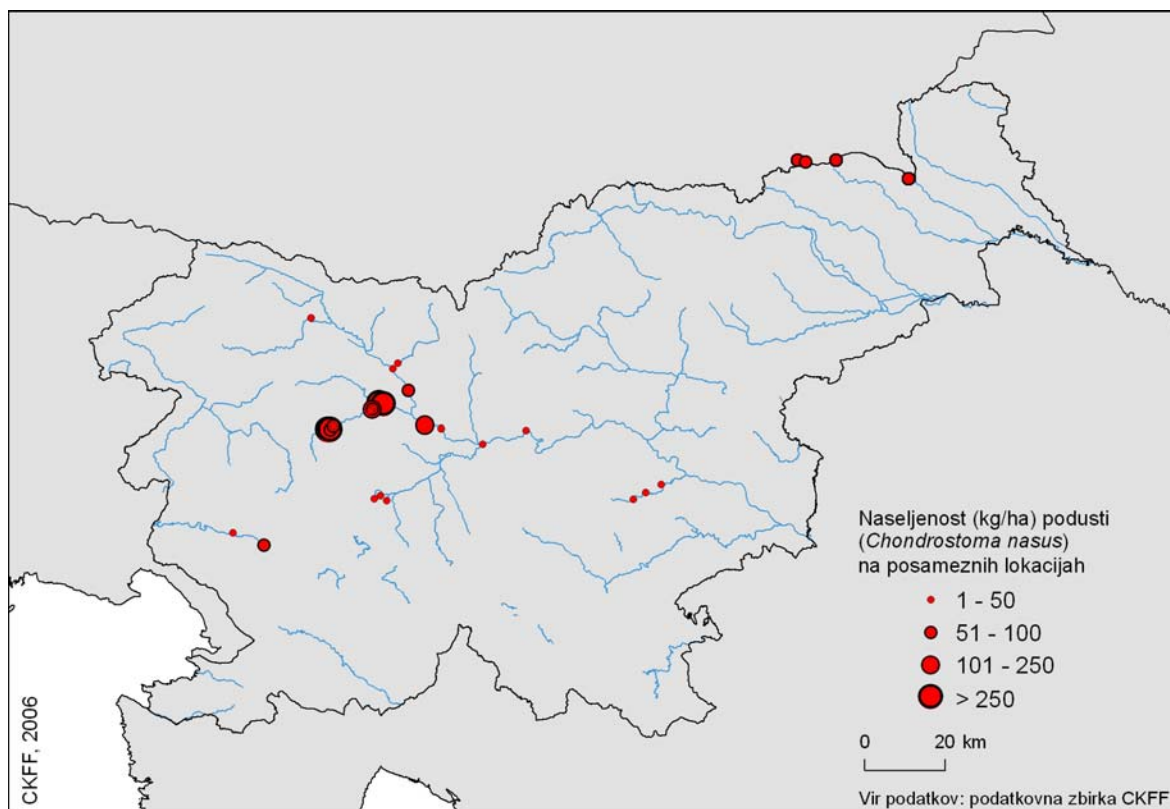 Naseljenost (kg/ha) podusti
(Chondrostoma nasus)
na posameznih lokacijah
1 - 50
51 - 100
101 - 250
> 250
0 20 km
Vir podatkov: podatkovna zbirka CKFF
CKFF, 2006